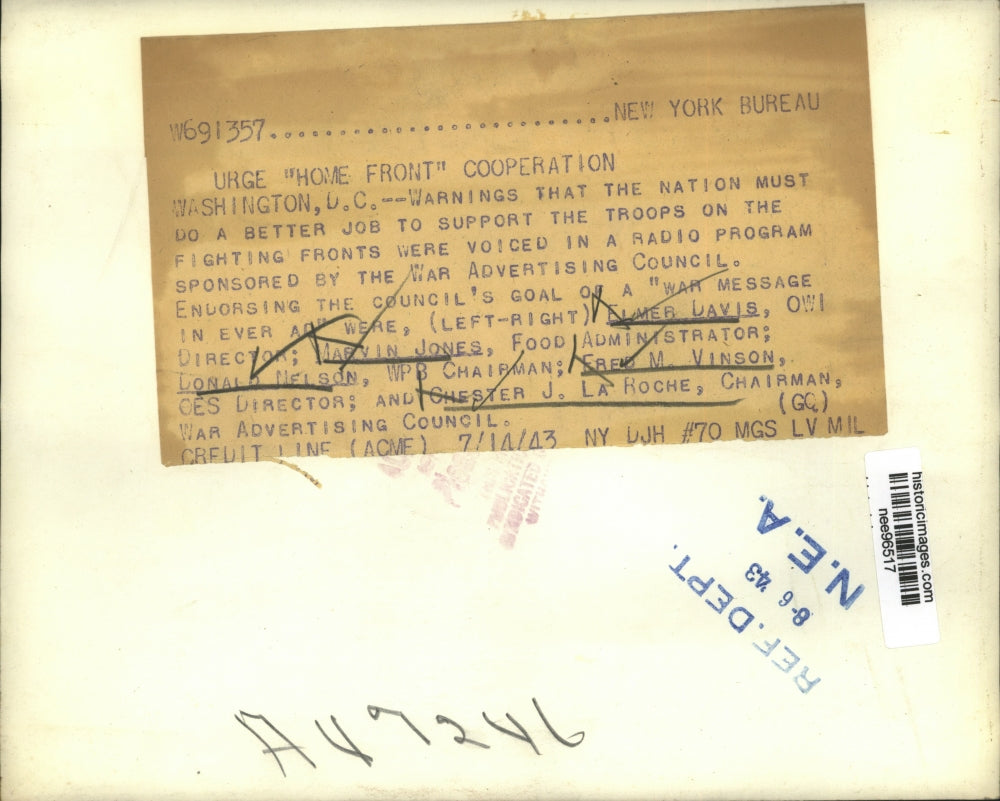 W691357..............................NEW YORK BUREAU
URGE "HOME FRONT" COOPERATION
WASHINGTON, D.C.--WARNINGS THAT THE NATION MUST
DO A BETTER JOB TO SUPPORT THE TROOPS ON THE
FIGHTING FRONTS WERE VOICED IN A RADIO PROGRAM
SPONSORED BY THE WAR ADVERTISING COUNCIL.
ENDORSING THE COUNCIL'S GOAL OF A "WAR MESSAGE
IN EVER AD" WERE, (LEFT-RIGHT) ELMER DAVIS, OWI
DIRECTOR; MARVIN JONES, FOOD ADMINISTRATOR;
DONALD NELSON, WPB CHAIRMAN; FRED M. VINSON,
OES DIRECTOR; AND CHESTER J. LA ROCHE, CHAIRMAN,
WAR ADVERTISING COUNCIL. (GC)
CREDIT LINE (ACME) 7/14/43 NY DJH #70 MGS LV MIL
historicimages.com
nee96517
N.E.A.
8-6 '43
REF. DEPT.
A47246